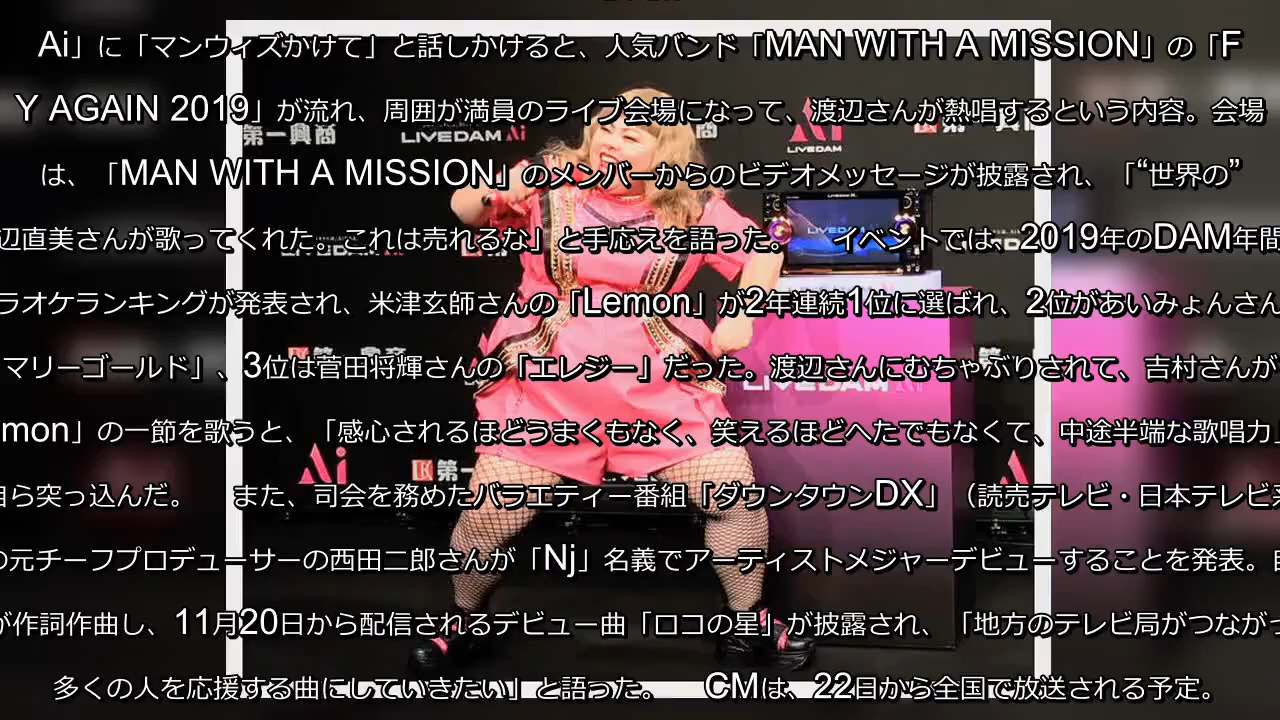 Ai」に「マンウィズかけて」と話しかけると、人気バンド「MAN WITH A MISSION」の「F
Y AGAIN 2019」が流れ、周囲が満員のライブ会場になって、渡辺さんが熱唱するという内容。会場
は、「MAN WITH A MISSION」のメンバーからのビデオメッセージが披露され、「“世界の”
辺直美さんが歌ってくれた。これは売れるな」と手応えを語った。 イベントでは、2019年のDAM年間
ラオケランキングが発表され、米津玄師さんの「Lemon」が2年連続1位に選ばれ、2位があいみょんさん
マリーゴールド」、3位は菅田将暉さんの「エレジー」だった。渡辺さんにむちゃぶりされて、吉村さんが
mon」の一節を歌うと、「感心されるほどうまくもなく、笑えるほどへたでもなくて、中途半端な歌唱力」
自ら突っ込んだ。 また、司会を務めたバラエティー番組「ダウンタウンDX」（読売テレビ・日本テレビ系
の元チーフプロデューサーの西田二郎さんが「Nj」名義でアーティストメジャーデビューすることを発表。自
が作詞作曲し、11月20日から配信されるデビュー曲「ロコの星」が披露され、「地方のテレビ局がつながっ
多くの人を応援する曲にしていきたい」と語った。 CMは、22日から全国で放送される予定。
第一興商
LIVEDAM Ai
Ai
LIVEDAM
Ai
第一